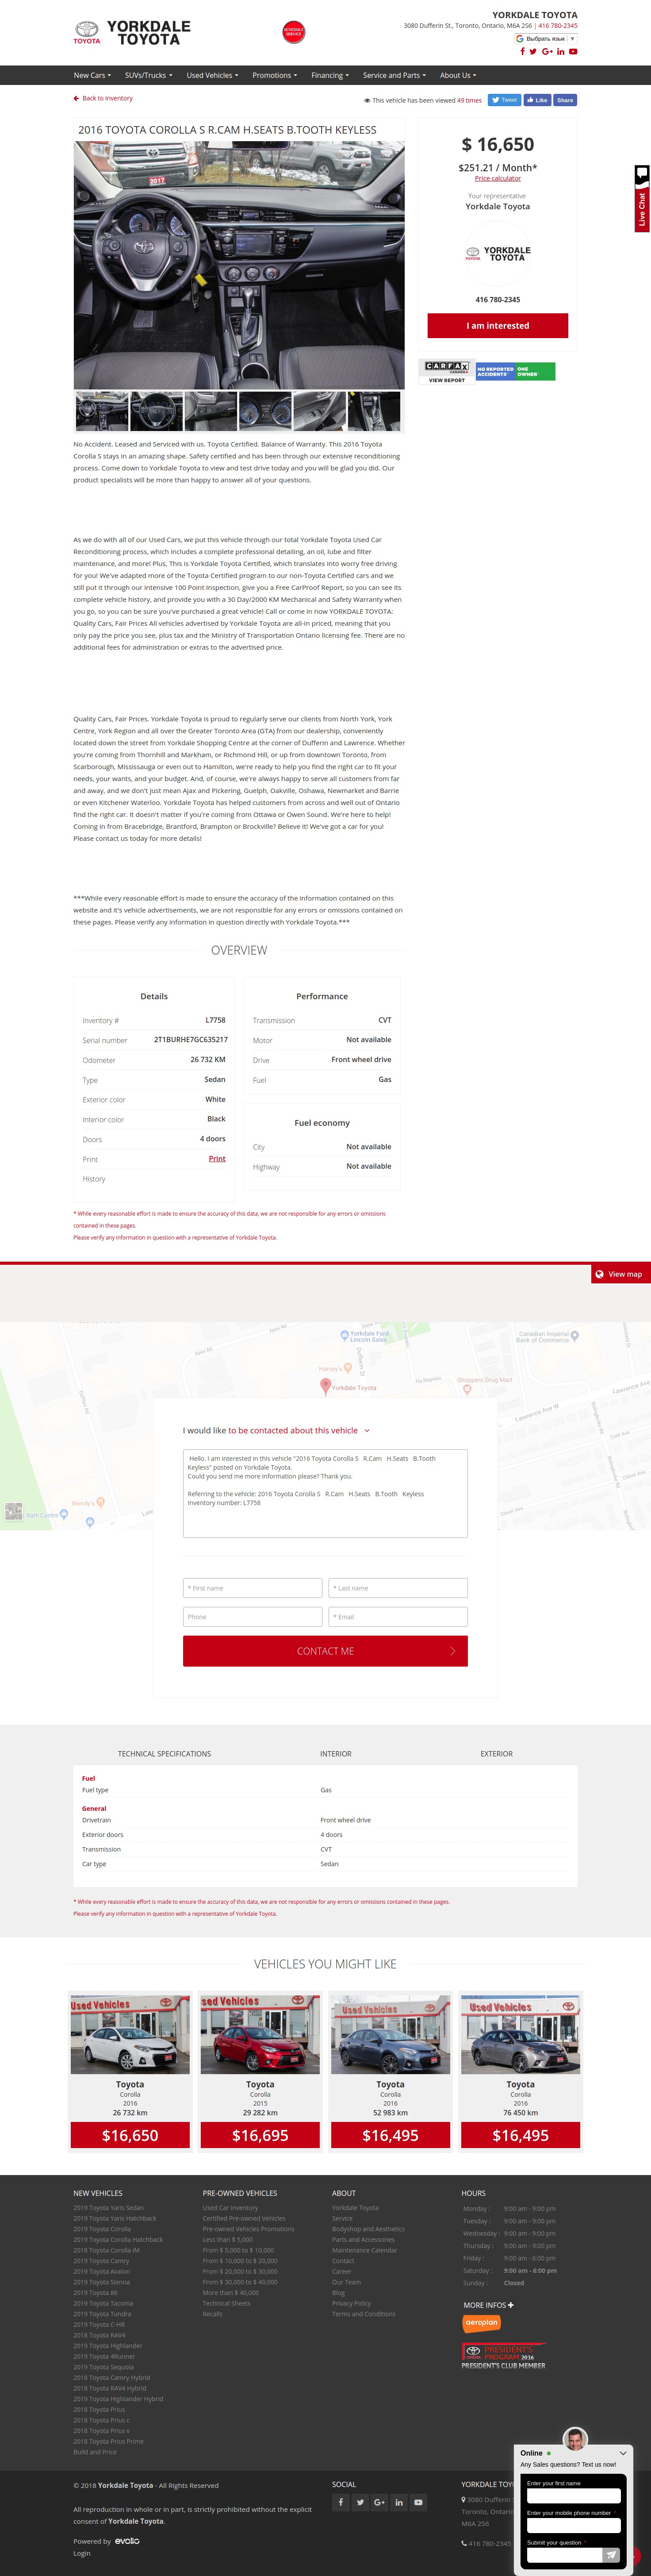 YORKDALE TOYOTA
YORKDALE
TOYOTA
TOYOTA
SCHEDULE
SERVICE
3080 Dufferin St., Toronto, Ontario, M6A 2S6 | 416 780-2345
Выбрать язык ▼
New Cars SUVs/Trucks Used Vehicles Promotions Financing Service and Parts About Us
Back to Inventory
This vehicle has been viewed 49 times
Tweet Like Share
2016 TOYOTA COROLLA S R.CAM H.SEATS B.TOOTH KEYLESS
2017
$ 16,650
$251.21 / Month*
Price calculator
Your representative
Yorkdale Toyota
YORKDALE
TOYOTA
416 780-2345
I am interested
CARFAX
CANADA
VIEW REPORT
NO REPORTED
ACCIDENTS
ONE
OWNER
Live Chat
No Accident. Leased and Serviced with us. Toyota Certified. Balance of Warranty. This 2016 Toyota
Corolla S stays in an amazing shape. Safety certified and has been through our extensive reconditioning
process. Come down to Yorkdale Toyota to view and test drive today and you will be glad you did. Our
product specialists will be more than happy to answer all of your questions.
As we do with all of our Used Cars, we put this vehicle through our total Yorkdale Toyota Used Car
Reconditioning process, which includes a complete professional detailing, an oil, lube and filter
maintenance, and more! Plus, This is Yorkdale Toyota Certified, which translates into worry free driving
for you! We've adapted more of the Toyota Certified program to our non-Toyota Certified cars and we
still put it through our intensive 100 Point Inspection, give you a Free CarProof Report, so you can see its
complete vehicle history, and provide you with a 30 Day/2000 KM Mechanical and Safety Warranty when
you go, so you can be sure you've purchased a great vehicle! Call or come in now YORKDALE TOYOTA:
Quality Cars, Fair Prices All vehicles advertised by Yorkdale Toyota are all-in priced, meaning that you
only pay the price you see, plus tax and the Ministry of Transportation Ontario licensing fee. There are no
additional fees for administration or extras to the advertised price.
Quality Cars, Fair Prices. Yorkdale Toyota is proud to regularly serve our clients from North York, York
Centre, York Region and all over the Greater Toronto Area (GTA) from our dealership, conveniently
located down the street from Yorkdale Shopping Centre at the corner of Dufferin and Lawrence. Whether
you're coming from Thornhill and Markham, or Richmond Hill, or up from downtown Toronto, from
Scarborough, Mississauga or even out to Hamilton, we're ready to help you find the right car to fit your
needs, your wants, and your budget. And, of course, we're always happy to serve all customers from far
and away, and we don't just mean Ajax and Pickering, Guelph, Oakville, Oshawa, Newmarket and Barrie
or even Kitchener Waterloo. Yorkdale Toyota has helped customers from across and well out of Ontario
find the right car. It doesn't matter if you're coming from Ottawa or Owen Sound. We're here to help!
Coming in from Bracebridge, Brantford, Brampton or Brockville? Believe it! We've got a car for you!
Please contact us today for more details!
***While every reasonable effort is made to ensure the accuracy of the information contained on this
website and it's vehicle advertisements, we are not responsible for any errors or omissions contained on
these pages. Please verify any information in question directly with Yorkdale Toyota.***
OVERVIEW
Details
Inventory # L7758
Serial number 2T1BURHE7GC635217
Odometer 26 732 KM
Type Sedan
Exterior color White
Interior color Black
Doors 4 doors
Print Print
History
Performance
Transmission CVT
Motor Not available
Drive Front wheel drive
Fuel Gas
Fuel economy
City Not available
Highway Not available
* While every reasonable effort is made to ensure the accuracy of this data, we are not responsible for any errors or omissions
contained in these pages.
Please verify any information in question with a representative of Yorkdale Toyota.
View map
Apex Rd
Yorkdale Ford
Lincoln Sales
Dufferin St
Canadian Imperial
Bank of Commerce
Harvey's
Yorkdale Toyota
Shoppers Drug Mart
Lawrence Ave W
Wendy's
Bath Centre
I would like to be contacted about this vehicle
Hello. I am interested in this vehicle "2016 Toyota Corolla S R.Cam H.Seats B.Tooth
Keyless" posted on Yorkdale Toyota.
Could you send me more information please? Thank you.
Referring to the vehicle: 2016 Toyota Corolla S R.Cam H.Seats B.Tooth Keyless
Inventory number: L7758
* First name * Last name
Phone * Email
CONTACT ME
TECHNICAL SPECIFICATIONS INTERIOR EXTERIOR
Fuel
Fuel type Gas
General
Drivetrain Front wheel drive
Exterior doors 4 doors
Transmission CVT
Car type Sedan
* While every reasonable effort is made to ensure the accuracy of this data, we are not responsible for any errors or omissions contained in these pages.
Please verify any information in question with a representative of Yorkdale Toyota.
VEHICLES YOU MIGHT LIKE
Toyota
Corolla
2016
26 732 km
$16,650
Toyota
Corolla
2015
29 282 km
$16,695
Toyota
Corolla
2016
52 983 km
$16,495
Toyota
Corolla
2016
76 450 km
$16,495
NEW VEHICLES
2019 Toyota Yaris Sedan
2019 Toyota Yaris Hatchback
2019 Toyota Corolla
2019 Toyota Corolla Hatchback
2018 Toyota Corolla iM
2019 Toyota Camry
2019 Toyota Avalon
2019 Toyota Sienna
2019 Toyota 86
2019 Toyota Tacoma
2019 Toyota Tundra
2019 Toyota C-HR
2018 Toyota RAV4
2019 Toyota Highlander
2019 Toyota 4Runner
2019 Toyota Sequoia
2018 Toyota Camry Hybrid
2018 Toyota RAV4 Hybrid
2019 Toyota Highlander Hybrid
2018 Toyota Prius
2018 Toyota Prius c
2018 Toyota Prius v
2018 Toyota Prius Prime
Build and Price
PRE-OWNED VEHICLES
Used Car Inventory
Certified Pre-owned Vehicles
Pre-owned Vehicles Promotions
Less than $ 5,000
From $ 5,000 to $ 10,000
From $ 10,000 to $ 20,000
From $ 20,000 to $ 30,000
From $ 30,000 to $ 40,000
More than $ 40,000
Technical Sheets
Recalls
ABOUT
Yorkdale Toyota
Service
Bodyshop and Aesthetics
Parts and Accessories
Maintenance Calendar
Contact
Career
Our Team
Blog
Privacy Policy
Terms and Conditions
HOURS
Monday : 9:00 am - 9:00 pm
Tuesday : 9:00 am - 9:00 pm
Wednesday : 9:00 am - 9:00 pm
Thursday : 9:00 am - 9:00 pm
Friday : 9:00 am - 6:00 pm
Saturday : 9:00 am - 6:00 pm
Sunday : Closed
MORE INFOS
aeroplan
PRESIDENT'S
PROGRAM 2016
PRESIDENT'S CLUB MEMBER
© 2018 Yorkdale Toyota - All Rights Reserved
All reproduction in whole or in part, is strictly prohibited without the explicit
consent of Yorkdale Toyota.
Powered by evolio
Login
SOCIAL
YORKDALE TOYO
3080 Dufferin
Toronto, Ontario
M6A 2S6
416 780-2345
Online
Any Sales questions? Text us now!
Enter your first name
Enter your mobile phone number *
Submit your question *